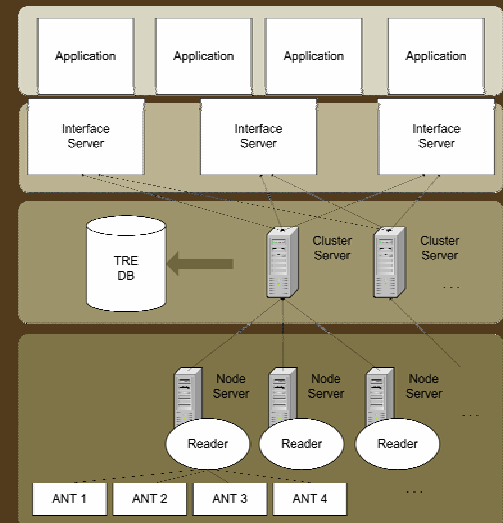 Application
Application
Application
Application
Interface
Server
Interface
Server
Interface
Server
TRE
DB
Cluster
Server
Cluster
Server
. . .
Node
Server
Node
Server
Node
Server
. . .
Reader
Reader
Reader
ANT 1
ANT 2
ANT 3
ANT 4
. . .